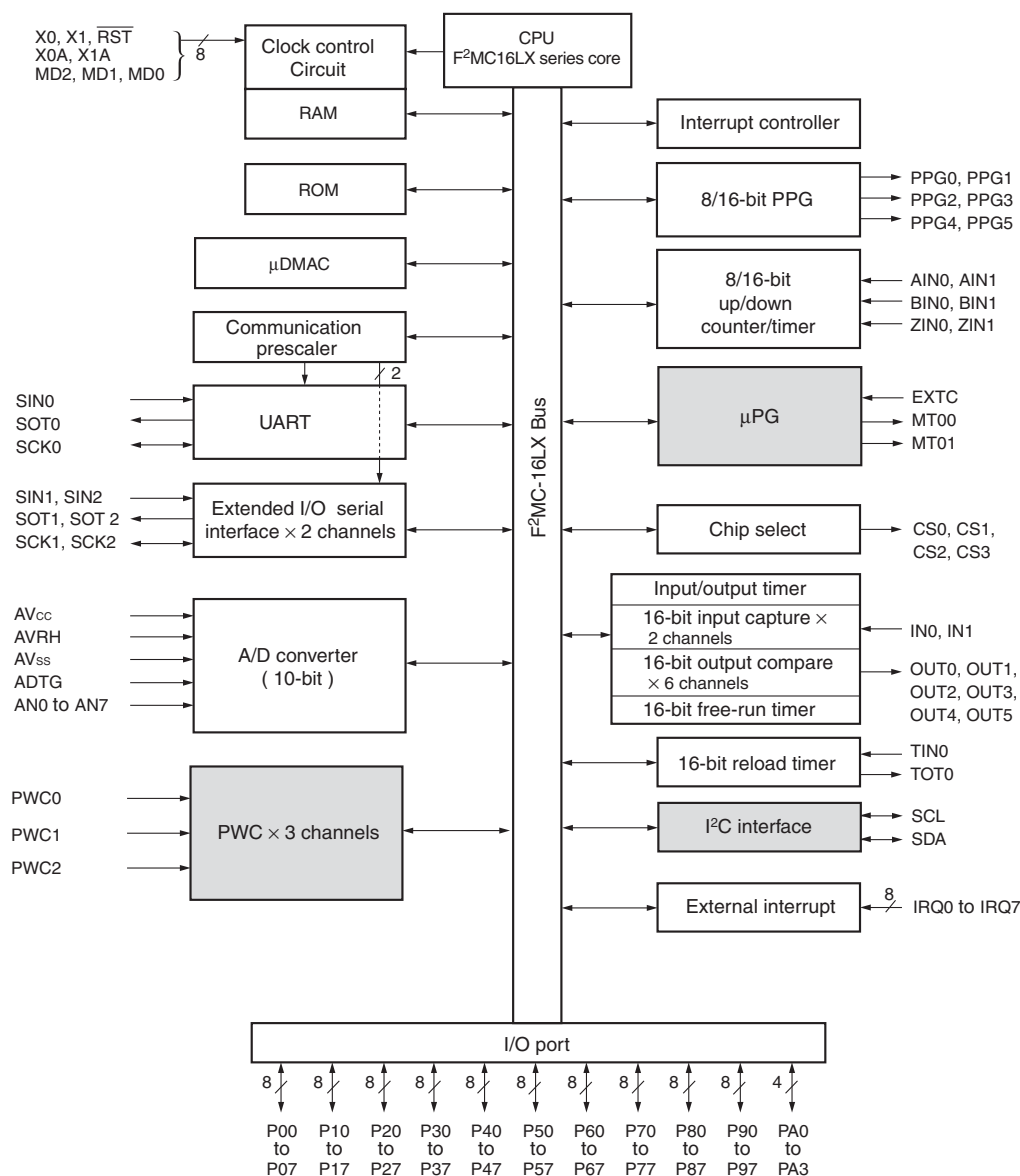 X0, X1, RST
X0A, X1A
MD2, MD1, MD0
8
Clock control
Circuit
CPU
F²MC16LX series core
RAM
ROM
µDMAC
Communication
prescaler
2
SIN0
SOT0
SCK0
UART
SIN1, SIN2
SOT1, SOT 2
SCK1, SCK2
Extended I/O serial
interface × 2 channels
AVCC
AVRH
AVSS
ADTG
AN0 to AN7
A/D converter
( 10-bit )
PWC0
PWC1
PWC2
PWC × 3 channels
F²MC-16LX Bus
Interrupt controller
8/16-bit PPG
PPG0, PPG1
PPG2, PPG3
PPG4, PPG5
8/16-bit
up/down
counter/timer
AIN0, AIN1
BIN0, BIN1
ZIN0, ZIN1
µPG
EXTC
MT00
MT01
Chip select
CS0, CS1,
CS2, CS3
Input/output timer
16-bit input capture ×
2 channels
16-bit output compare
× 6 channels
16-bit free-run timer
IN0, IN1
OUT0, OUT1,
OUT2, OUT3,
OUT4, OUT5
16-bit reload timer
TIN0
TOT0
I²C interface
SCL
SDA
External interrupt
8
IRQ0 to IRQ7
I/O port
8 8 8 8 8 8 8 8 8 8 4
P00 P10 P20 P30 P40 P50 P60 P70 P80 P90 PA0
to to to to to to to to to to to
P07 P17 P27 P37 P47 P57 P67 P77 P87 P97 PA3